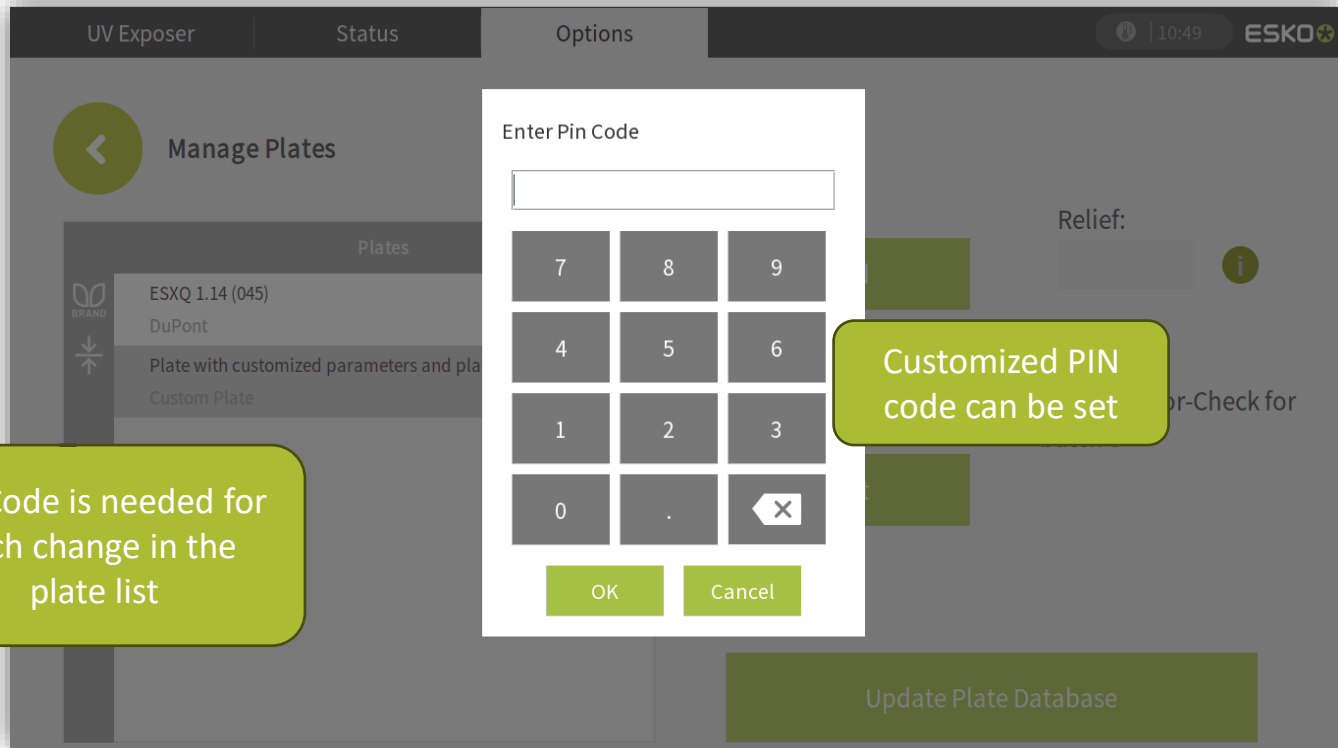 UV Exposer
Status
Options
10:49
ESKO
Manage Plates
Enter Pin Code
Plates
BRAND
ESXQ 1.14 (045)
DuPont
Plate with customized parameters and
Custom Plate
7 8 9
4 5 6
1 2 3
0 .
OK Cancel
Relief:
i
Customized PIN
code can be set
-Check for
Code is needed for
change in the
plate list
Update Plate Database